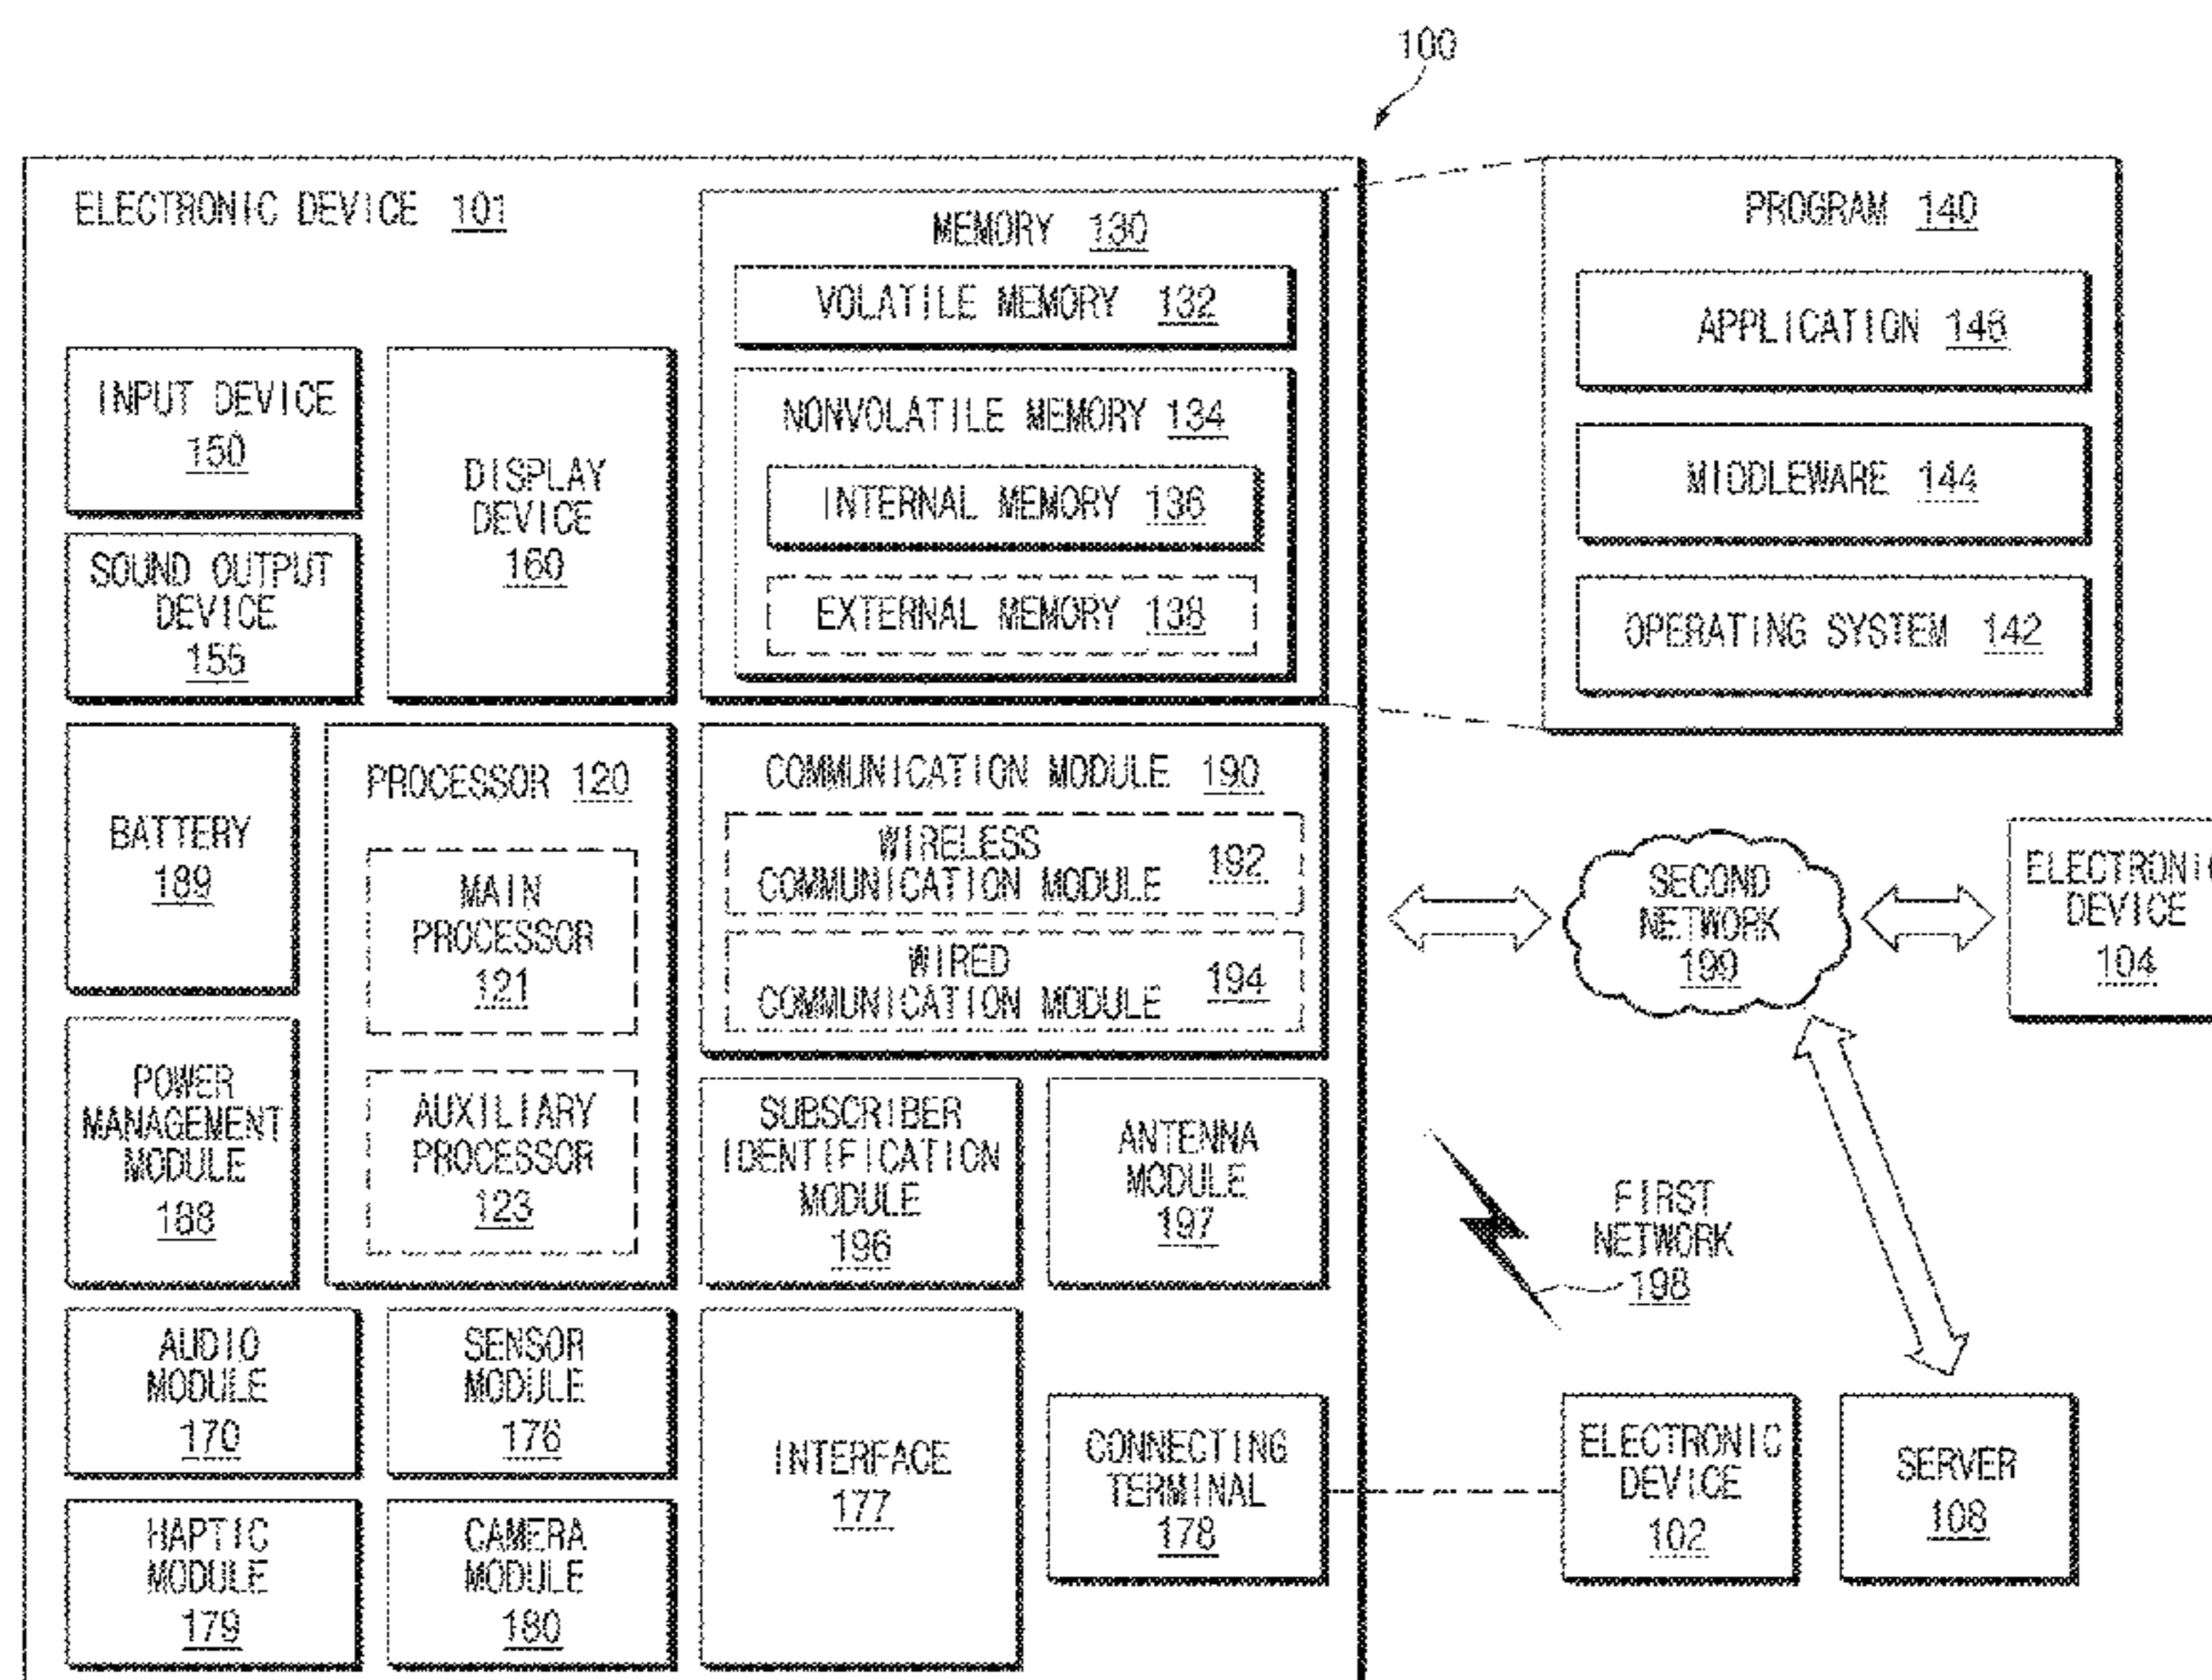 100
ELECTRONIC DEVICE 101
MEMORY 130
VOLATILE MEMORY 132
NONVOLATILE MEMORY 134
INTERNAL MEMORY 136
EXTERNAL MEMORY 138
PROGRAM 140
APPLICATION 146
MIDDLEWARE 144
OPERATING SYSTEM 142
INPUT DEVICE
150
SOUND OUTPUT
DEVICE
155
DISPLAY
DEVICE
160
BATTERY
189
POWER
MANAGEMENT
MODULE
188
PROCESSOR 120
MAIN
PROCESSOR
121
AUXILIARY
PROCESSOR
123
COMMUNICATION MODULE 190
WIRELESS
COMMUNICATION MODULE 192
WIRED
COMMUNICATION MODULE 194
SUBSCRIBER
IDENTIFICATION
MODULE
196
ANTENNA
MODULE
197
SECOND
NETWORK
199
ELECTRONIC
DEVICE
104
FIRST
NETWORK
198
AUDIO
MODULE
170
SENSOR
MODULE
176
HAPTIC
MODULE
179
CAMERA
MODULE
180
INTERFACE
177
CONNECTING
TERMINAL
178
ELECTRONIC
DEVICE
102
SERVER
108